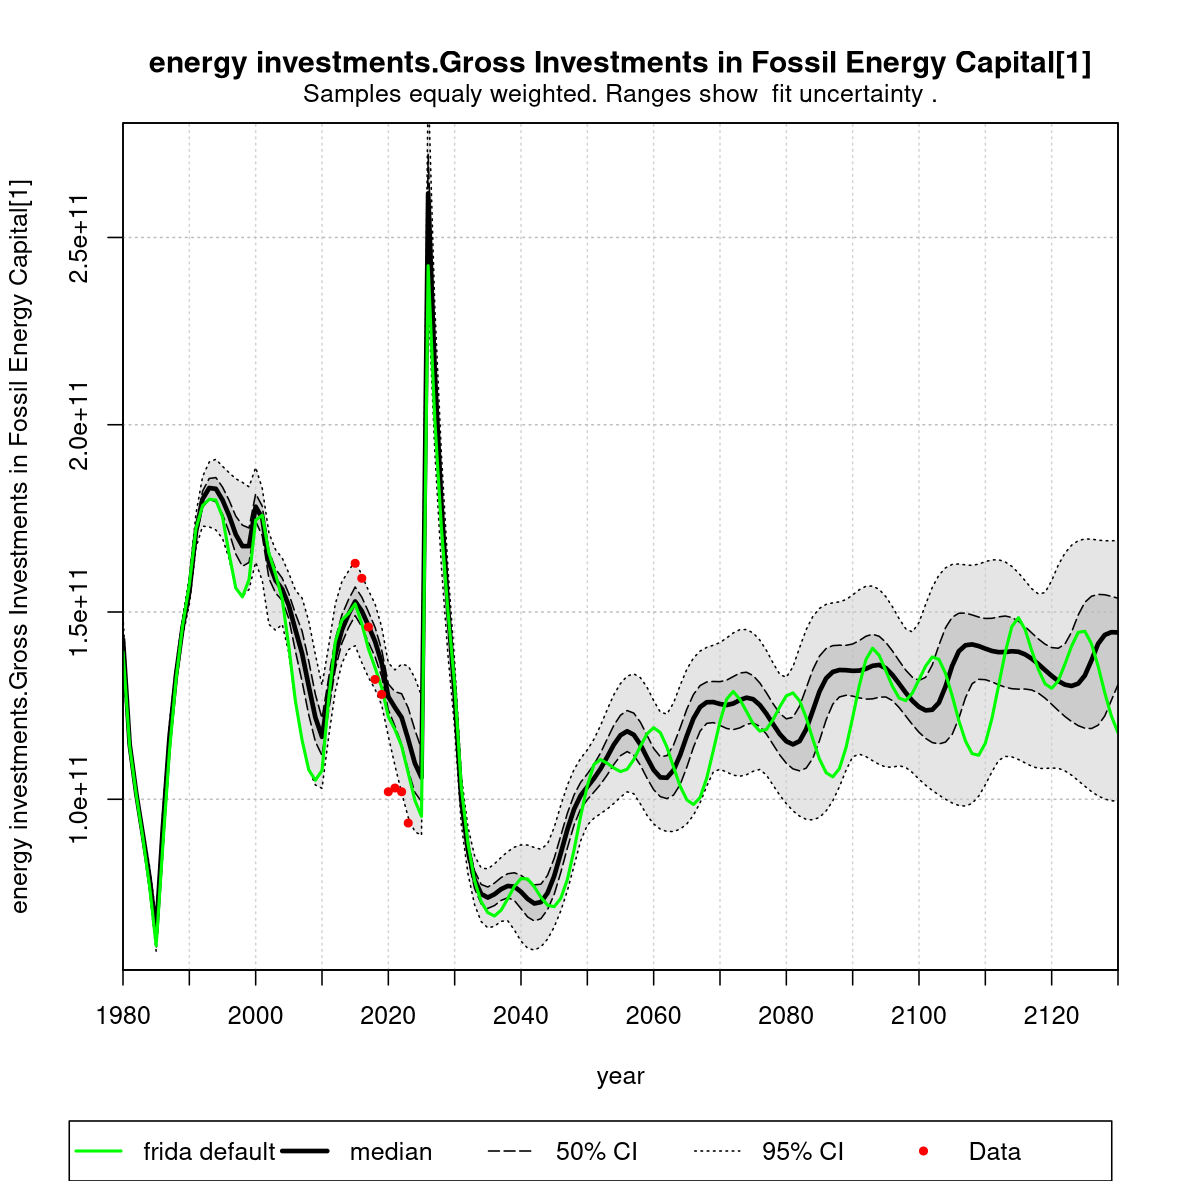 energy investments.Gross Investments in Fossil Energy Capital[1]
Samples equaly weighted. Ranges show  fit uncertainty .
energy investments.Gross Investments in Fossil Energy Capital[1]
2.5e+11
2.0e+11
1.5e+11
1.0e+11
1980 2000 2020 2040 2060 2080 2100 2120
year
frida default median 50% CI 95% CI Data